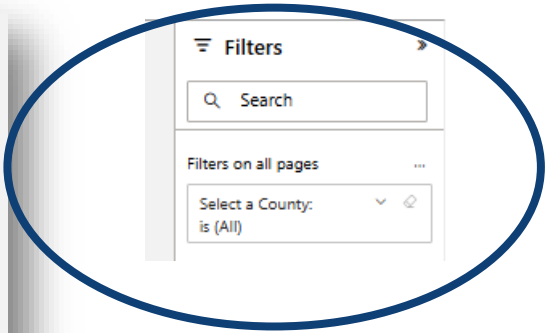 Filters
Search
Filters on all pages
Select a County:
is (All)